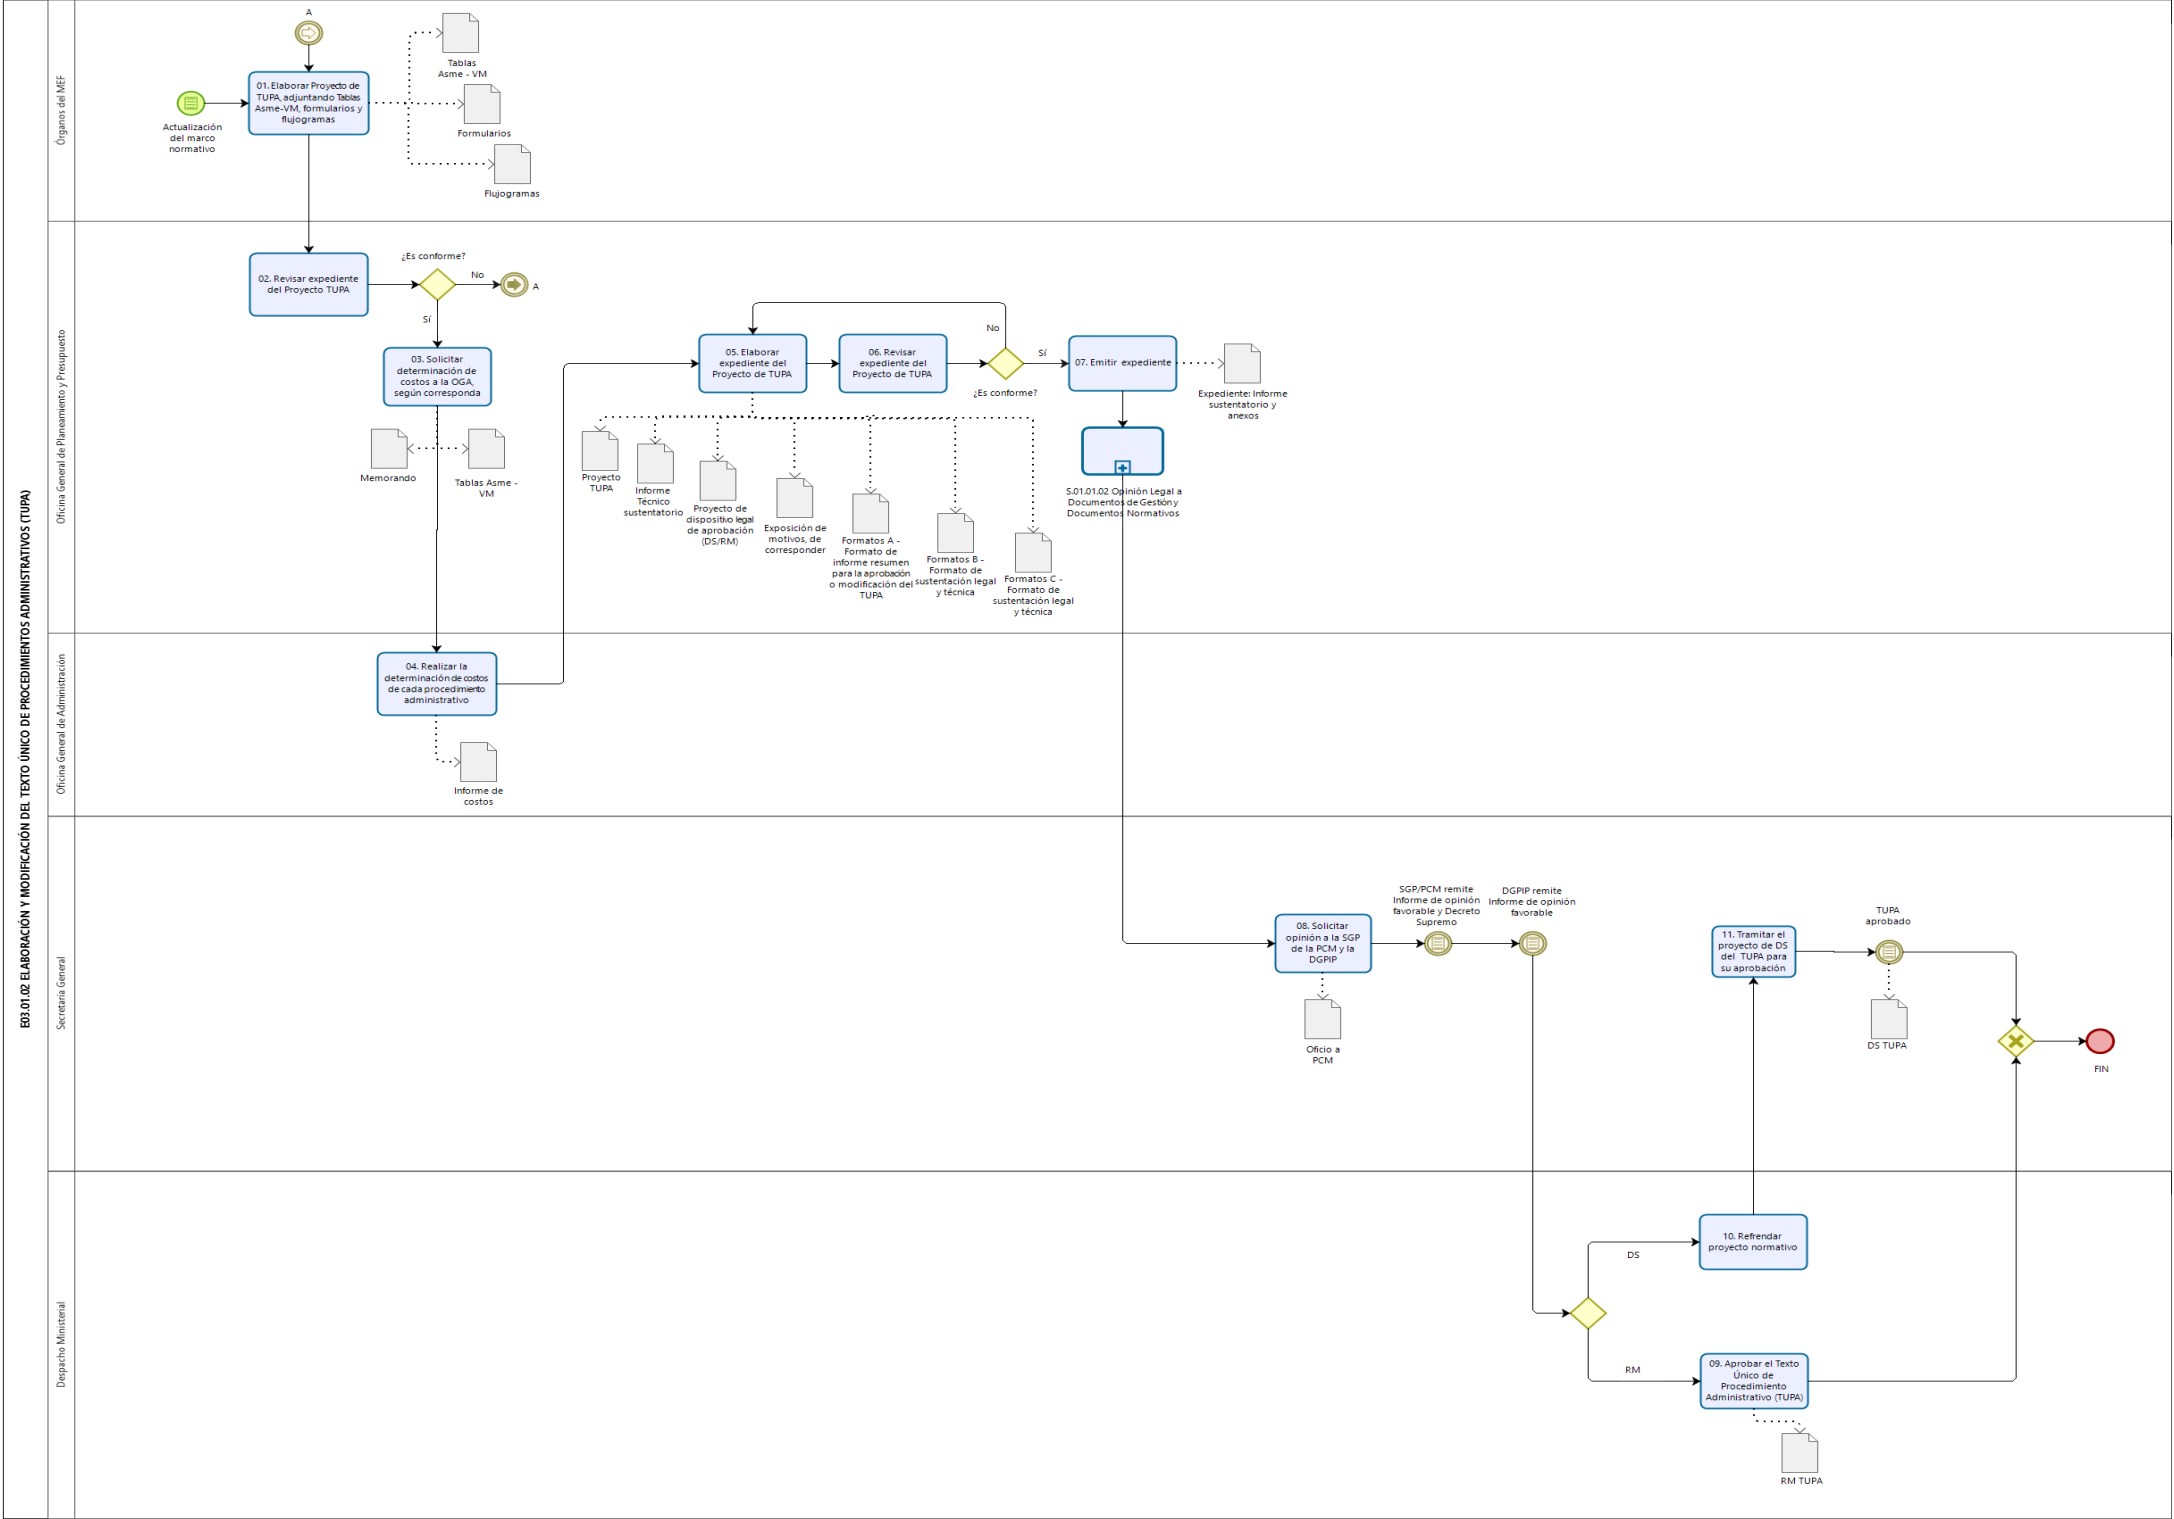 E03.01.02 ELABORACIÓN Y MODIFICACIÓN DEL TEXTO ÚNICO DE PROCEDIMIENTOS ADMINISTRATIVOS (TUPA)
Órganos del MEF
A
Actualización
del marco
normativo
01. Elaborar Proyecto de
TUPA, adjuntando Tablas
Asme-VM, formularios y
flujogramas
Tablas
Asme - VM
Formularios
Flujogramas
Oficina General de Planeamiento y Presupuesto
02. Revisar expediente
del Proyecto TUPA
¿Es conforme?
No
A
Sí
03. Solicitar
determinación de
costos a la OGA,
según corresponda
Memorando
Tablas Asme -
VM
05. Elaborar
expediente del
Proyecto de TUPA
06. Revisar
expediente del
Proyecto de TUPA
No
Sí
¿Es conforme?
07. Emitir expediente
Expediente: Informe
sustentatorio y
anexos
S.01.01.02 Opinión Legal a
Documentos de Gestión y
Documentos Normativos
Proyecto
TUPA
Informe
Técnico
sustentatorio
Proyecto de
dispositivo legal
de aprobación
(DS/RM)
Exposición de
motivos, de
corresponder
Formatos A -
Formato de
informe resumen
para la aprobación
o modificación del
TUPA
Formatos B -
Formato de
sustentación legal
y técnica
Formatos C -
Formato de
sustentación legal
y técnica
Oficina General de Administración
04. Realizar la
determinación de costos
de cada procedimiento
administrativo
Informe de
costos
Secretaría General
08. Solicitar
opinión a la SGP
de la PCM y la
DGPIP
Oficio a
PCM
SGP/PCM remite
Informe de opinión
favorable y Decreto
Supremo
DGPIP remite
Informe de opinión
favorable
11. Tramitar el
proyecto de DS
del TUPA para
su aprobación
TUPA
aprobado
DS TUPA
FIN
Despacho Ministerial
DS
10. Refrendar
proyecto normativo
RM
09. Aprobar el Texto
Único de
Procedimiento
Administrativo (TUPA)
RM TUPA